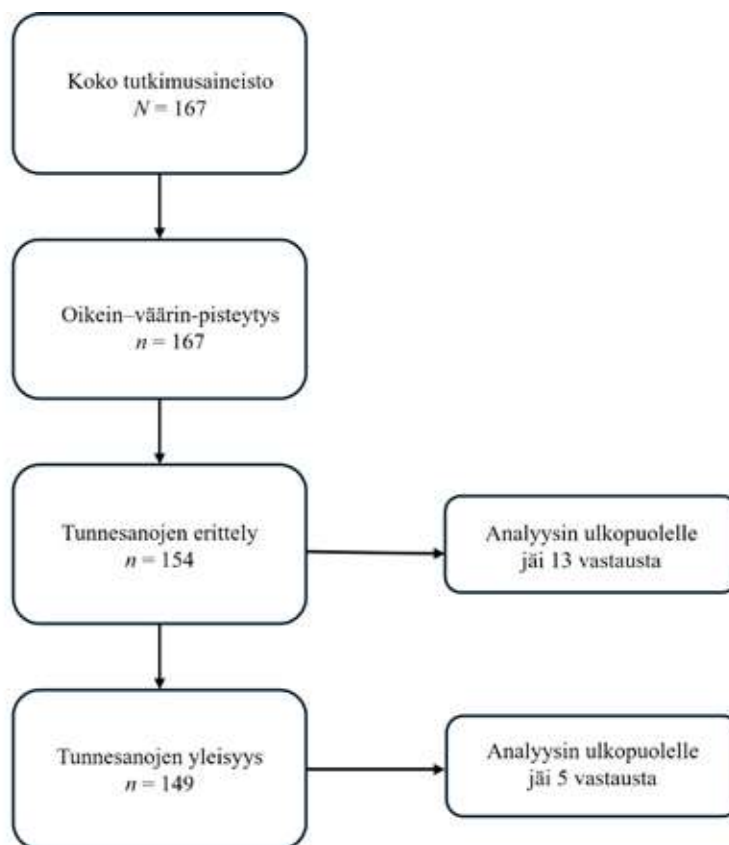 Koko tutkimusaineisto
N = 167
Oikein–väärin-pisteytys
n = 167
Tunnesanojen erittely
n = 154
Analyysin ulkopuolelle
jäi 13 vastausta
Tunnesanojen yleisyys
n = 149
Analyysin ulkopuolelle
jäi 5 vastausta